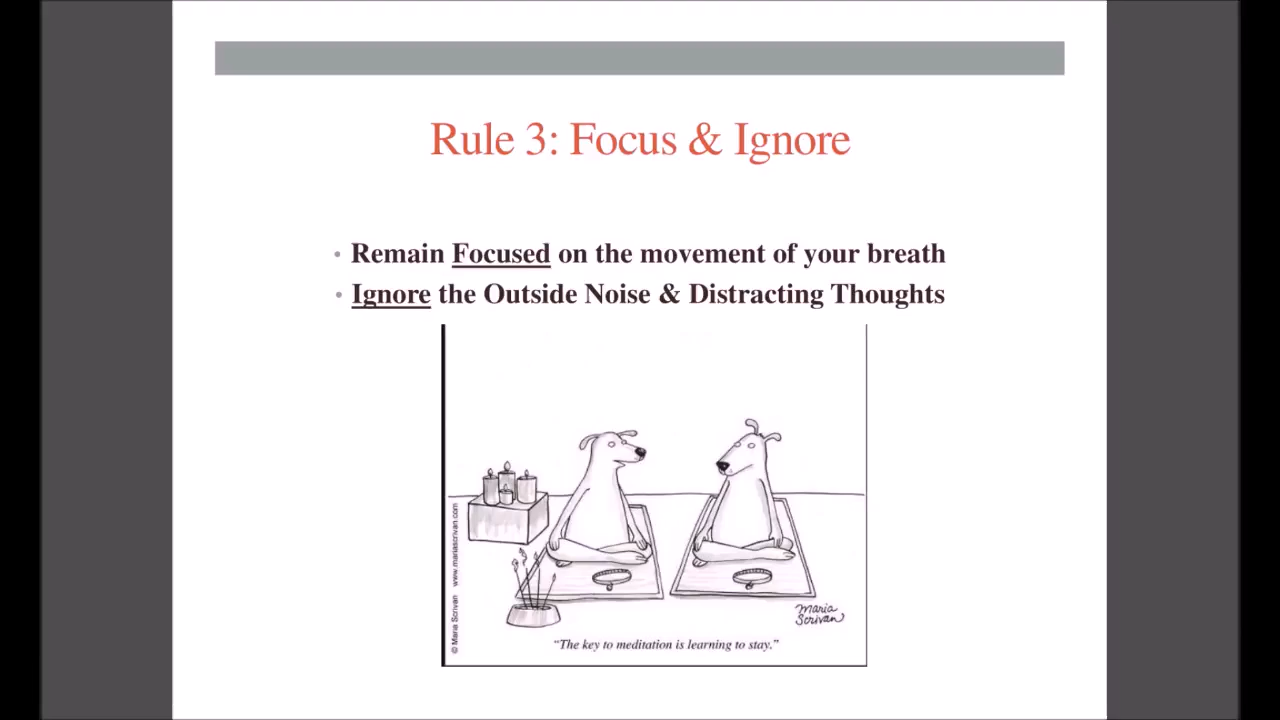 Rule 3: Focus & Ignore
• Remain Focused on the movement of your breath
• Ignore the Outside Noise & Distracting Thoughts
© Maria Scrivan www.mariascrivan.com
Maria
Scrivan
“The key to meditation is learning to stay.”